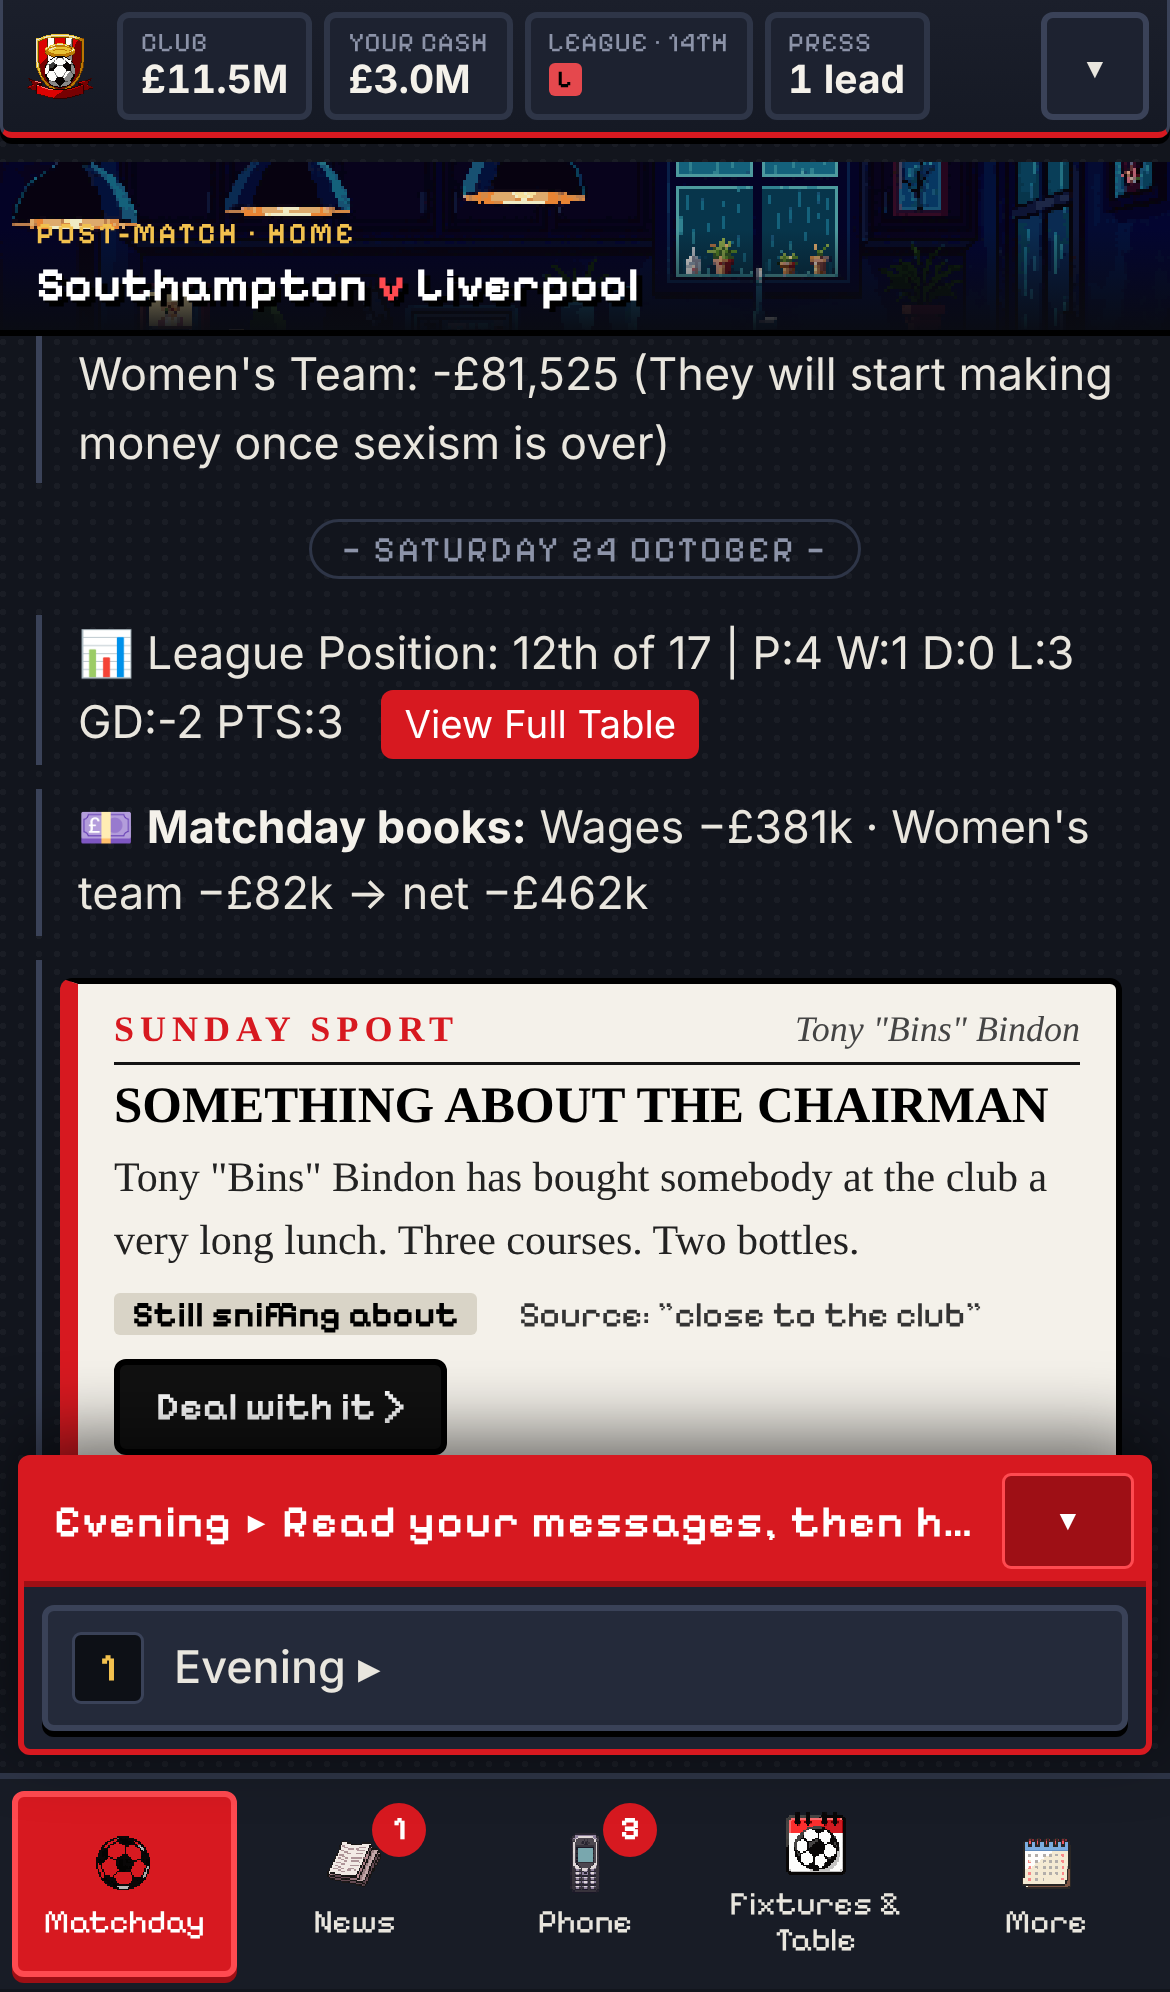 CLUB
£11.5M
YOUR CASH
£3.0M
LEAGUE · 14TH
L
PRESS
1 lead
▼
POST-MATCH · HOME
Southampton v Liverpool
Women's Team: -£81,525 (They will start making
money once sexism is over)
- SATURDAY 24 OCTOBER -
📊 League Position: 12th of 17 | P:4 W:1 D:0 L:3
GD:-2 PTS:3 View Full Table
💷 Matchday books: Wages −£381k · Women's
team −£82k → net −£462k
SUNDAY SPORT
Tony "Bins" Bindon
SOMETHING ABOUT THE CHAIRMAN
Tony "Bins" Bindon has bought somebody at the club a
very long lunch. Three courses. Two bottles.
Still sniffing about
Source: "close to the club"
Deal with it >
Evening ▸ Read your messages, then h...
▼
1 Evening ▸
Matchday
1
News
3
Phone
Fixtures &
Table
More